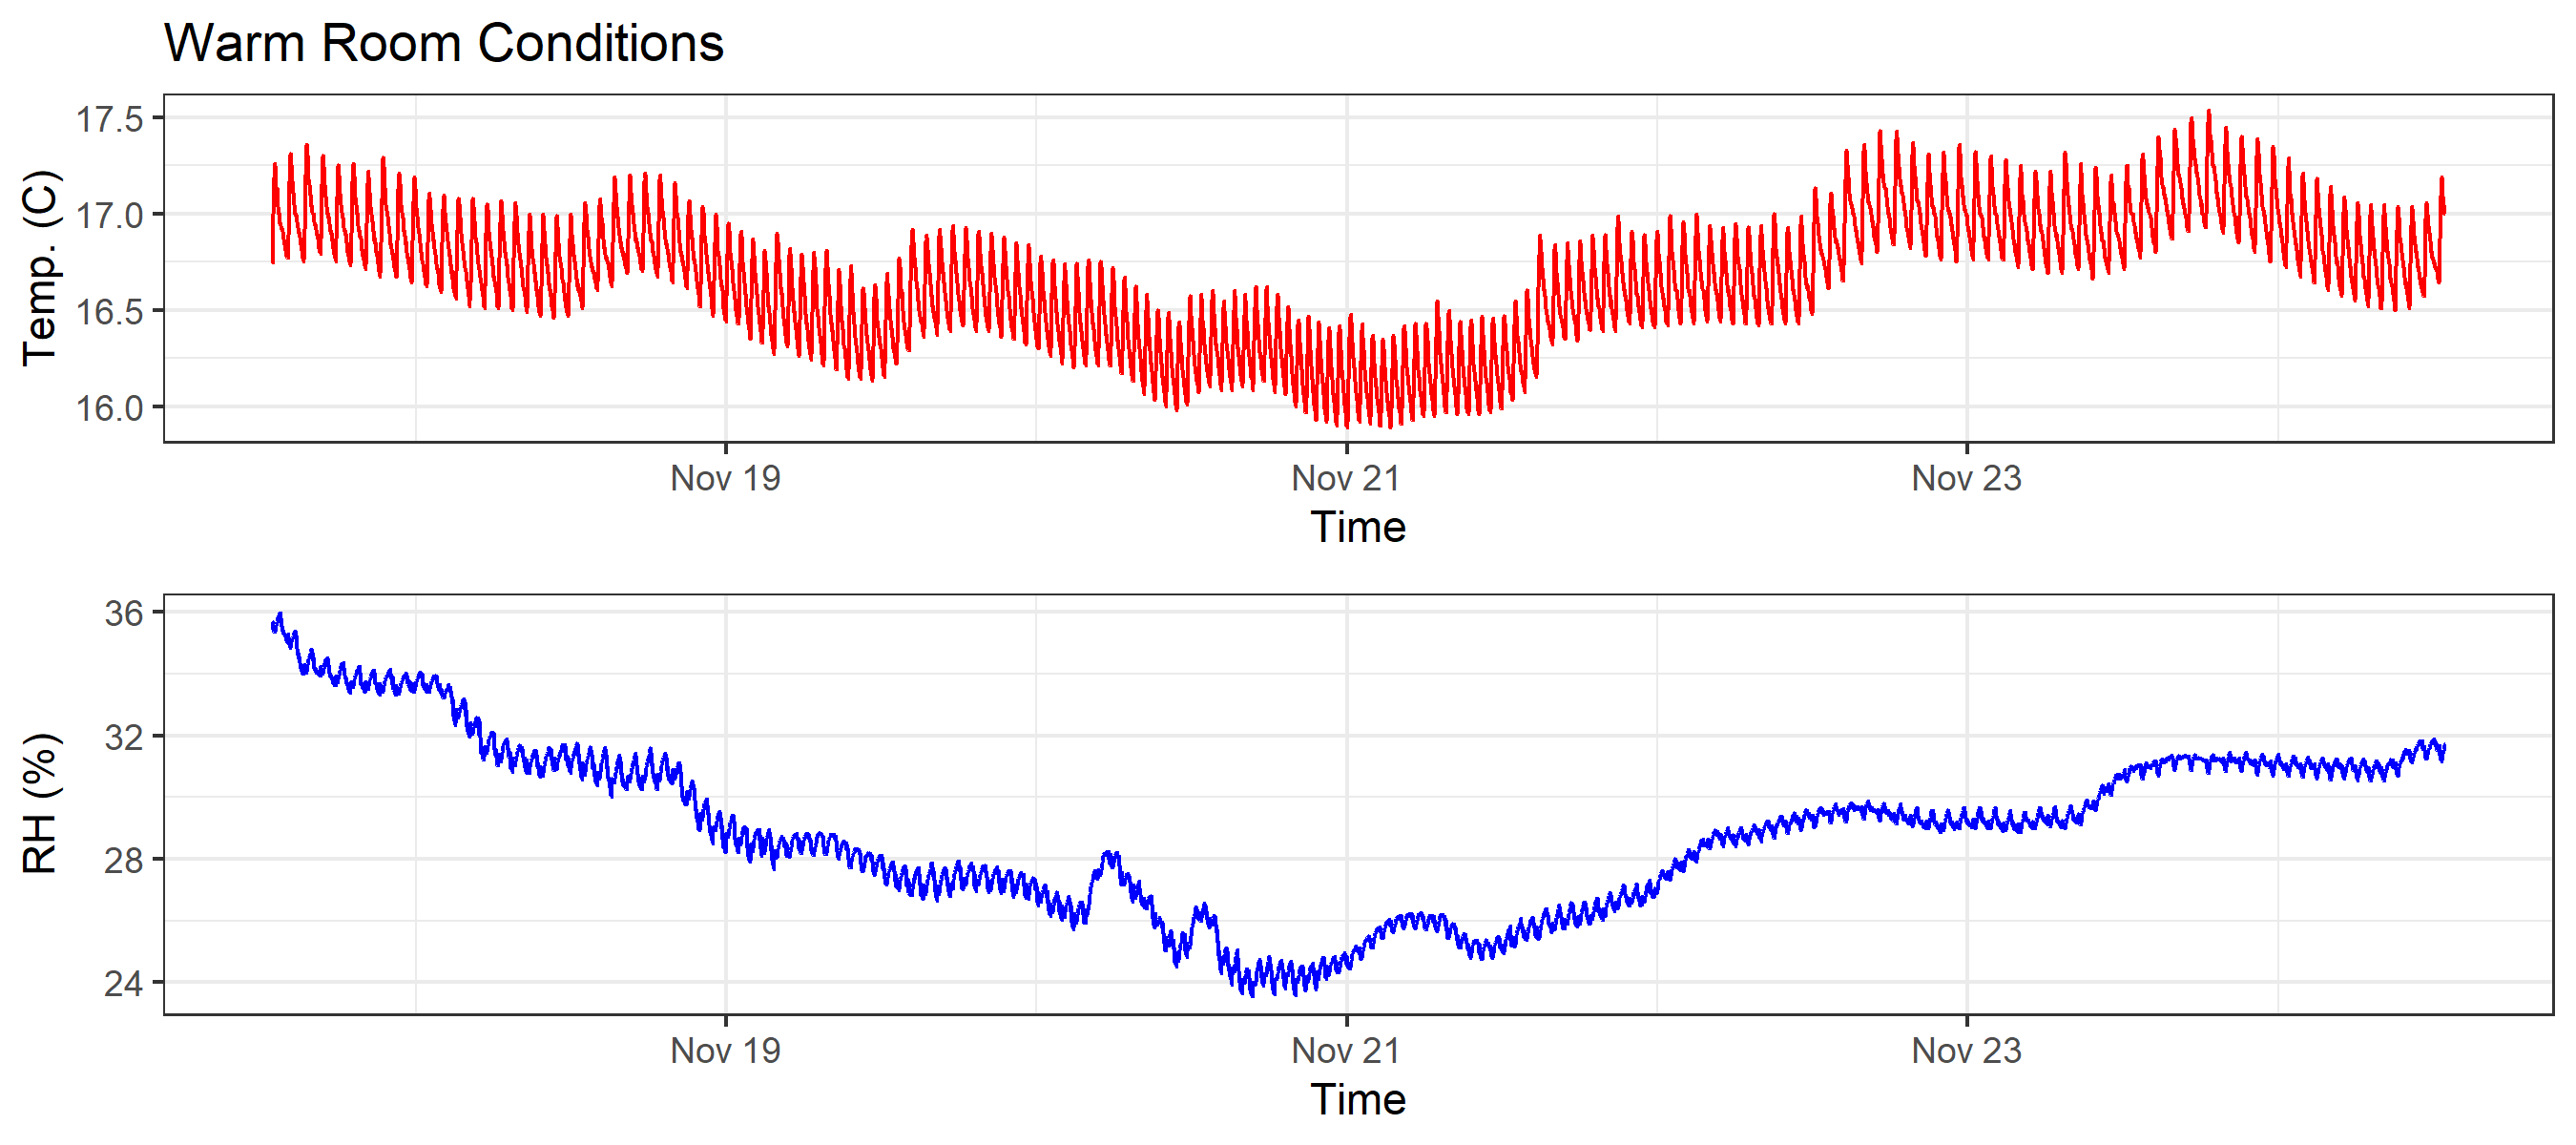 Warm Room Conditions
17.5
17.0
16.5
16.0
Temp. (C)
Nov 19 Nov 21 Nov 23
Time
36
32
28
24
RH (%)
Nov 19 Nov 21 Nov 23
Time